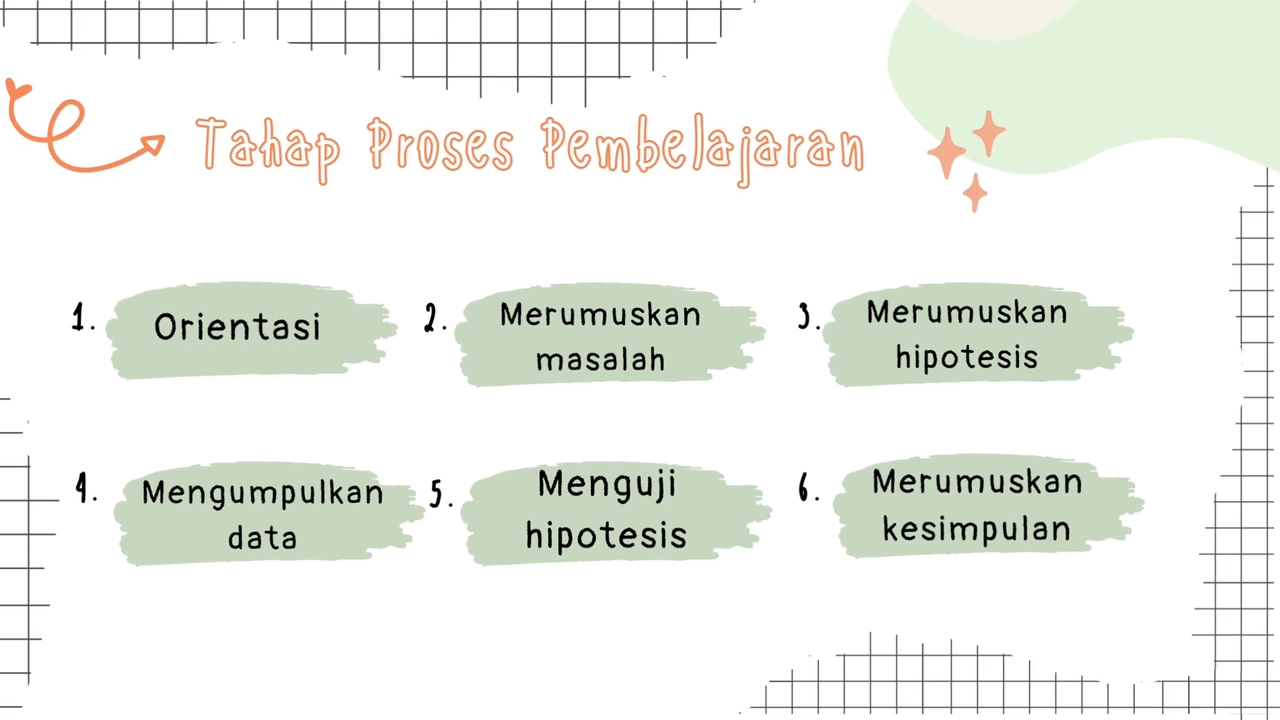 Tahap Proses Pembelajaran
1. Orientasi
2. Merumuskan
masalah
3. Merumuskan
hipotesis
4. Mengumpulkan
data
5. Menguji
hipotesis
6. Merumuskan
kesimpulan